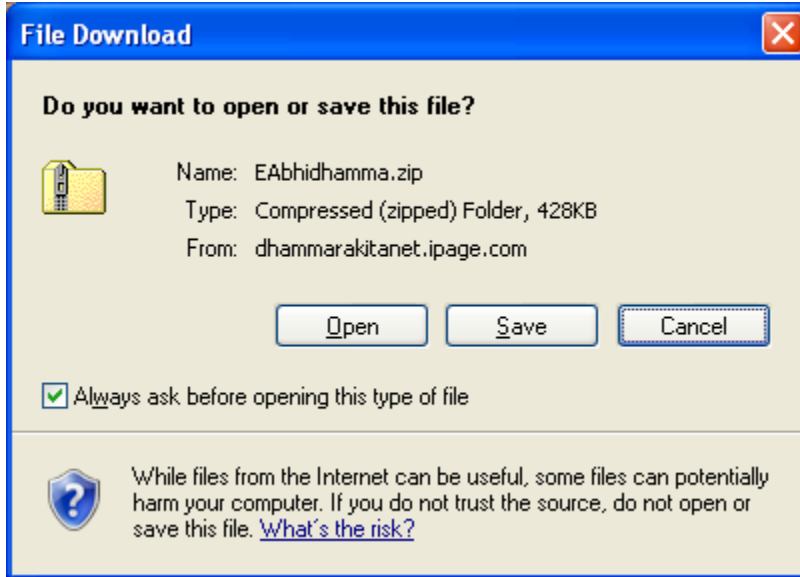 File Download
Do you want to open or save this file?
Name: EAbhidhamma.zip
Type: Compressed (zipped) Folder, 428KB
From: dhammarakitanet.ipage.com
Open Save Cancel
Always ask before opening this type of file
While files from the Internet can be useful, some files can potentially
harm your computer. If you do not trust the source, do not open or
save this file. What's the risk?